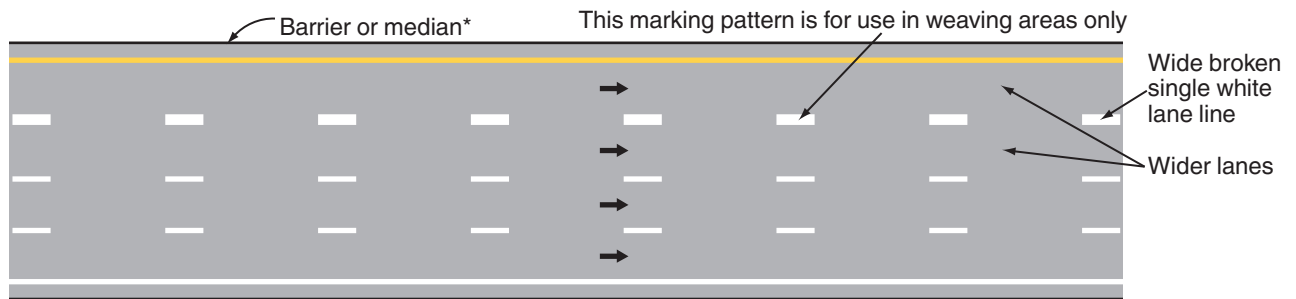 Barrier or median*
This marking pattern is for use in weaving areas only
Wide broken
single white
lane line
Wider lanes